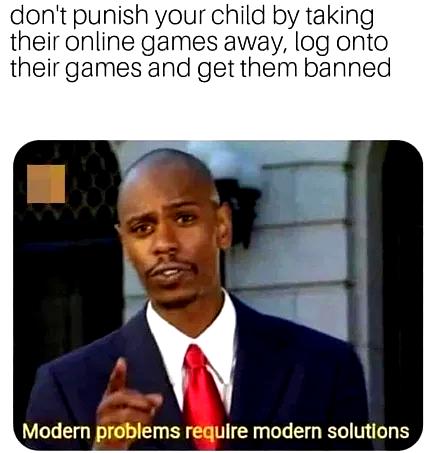 don't punish your child by taking
their online games away, log onto
their games and get them banned
Modern problems require modern solutions